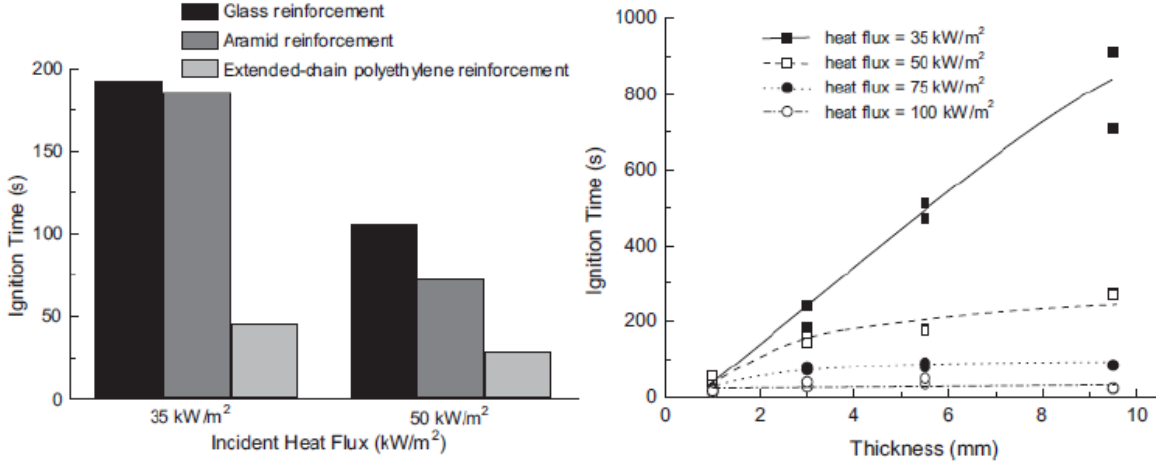 Glass reinforcement
Aramid reinforcement
Extended-chain polyethylene reinforcement
200
150
100
50
0
Ignition Time (s)
35 kW/m²
50 kW/m²
Incident Heat Flux (kW/m²)
heat flux = 35 kW/m²
heat flux = 50 kW/m²
heat flux = 75 kW/m²
heat flux = 100 kW/m²
1000
800
600
400
200
0
Ignition Time (s)
0 2 4 6 8 10
Thickness (mm)